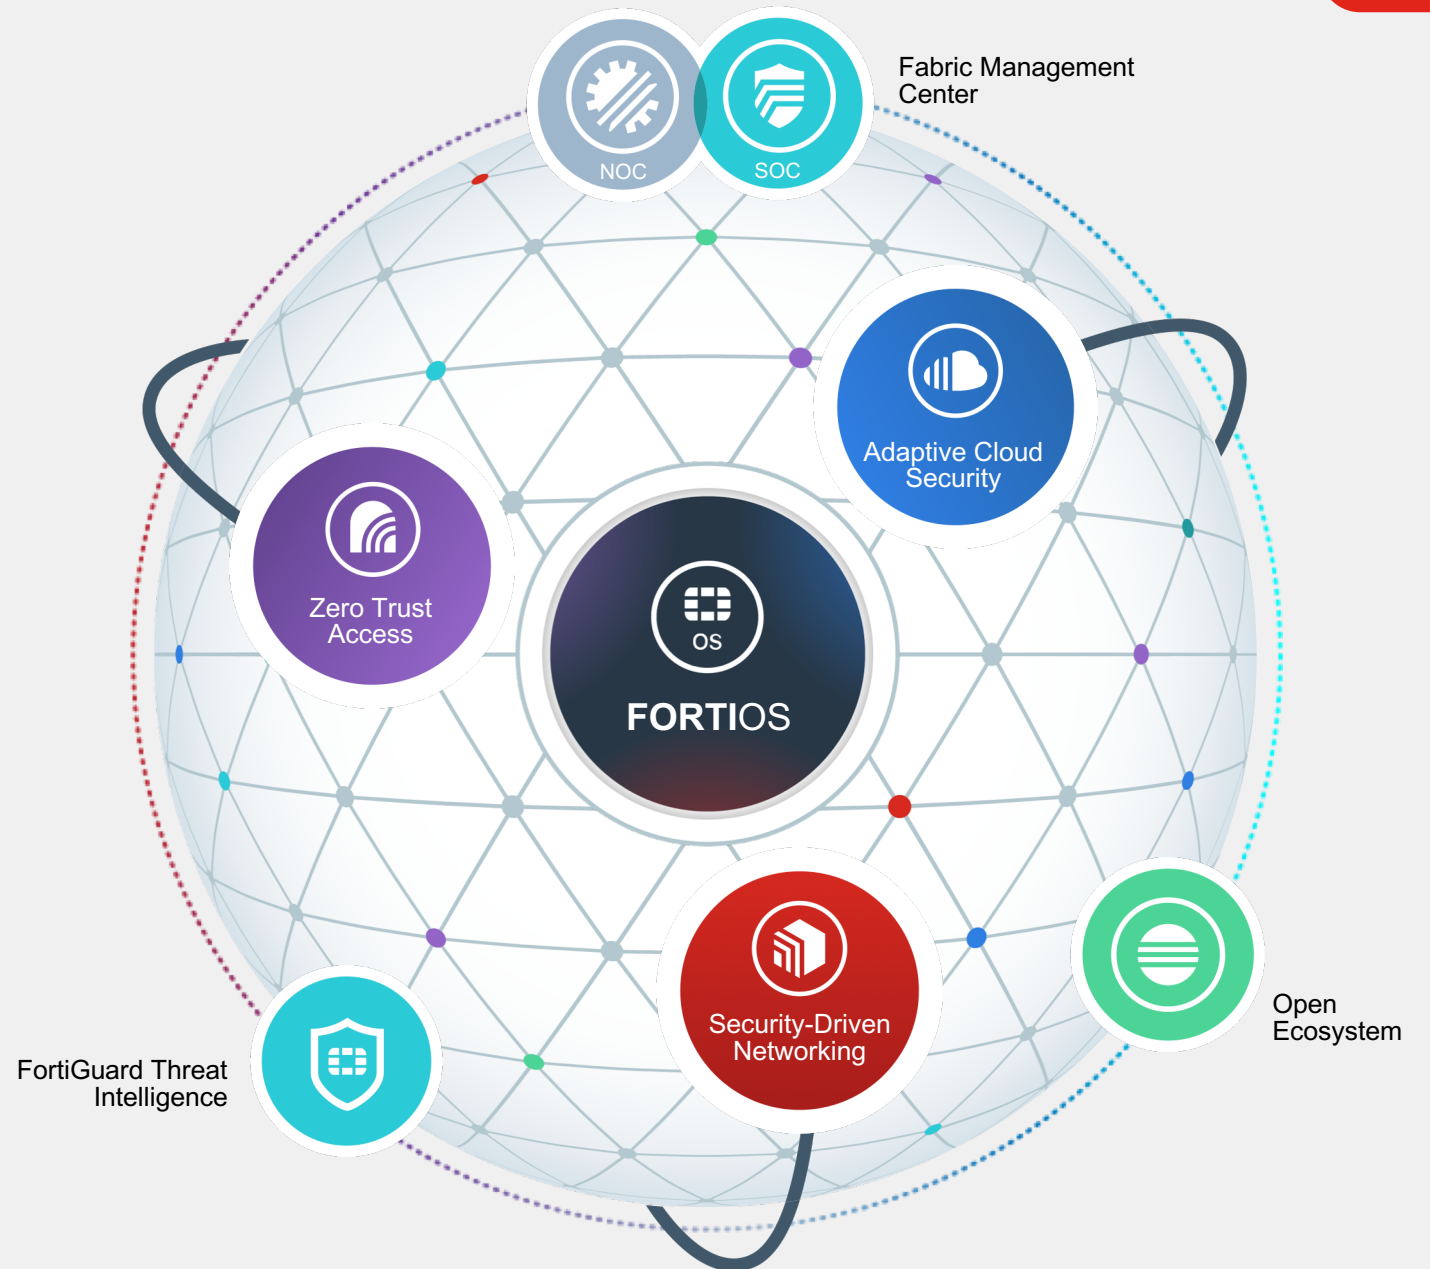 Fabric Management
Center
NOC
SOC
Adaptive Cloud
Security
Zero Trust
Access
OS
FORTIOS
Security-Driven
Networking
Open
Ecosystem
FortiGuard Threat
Intelligence